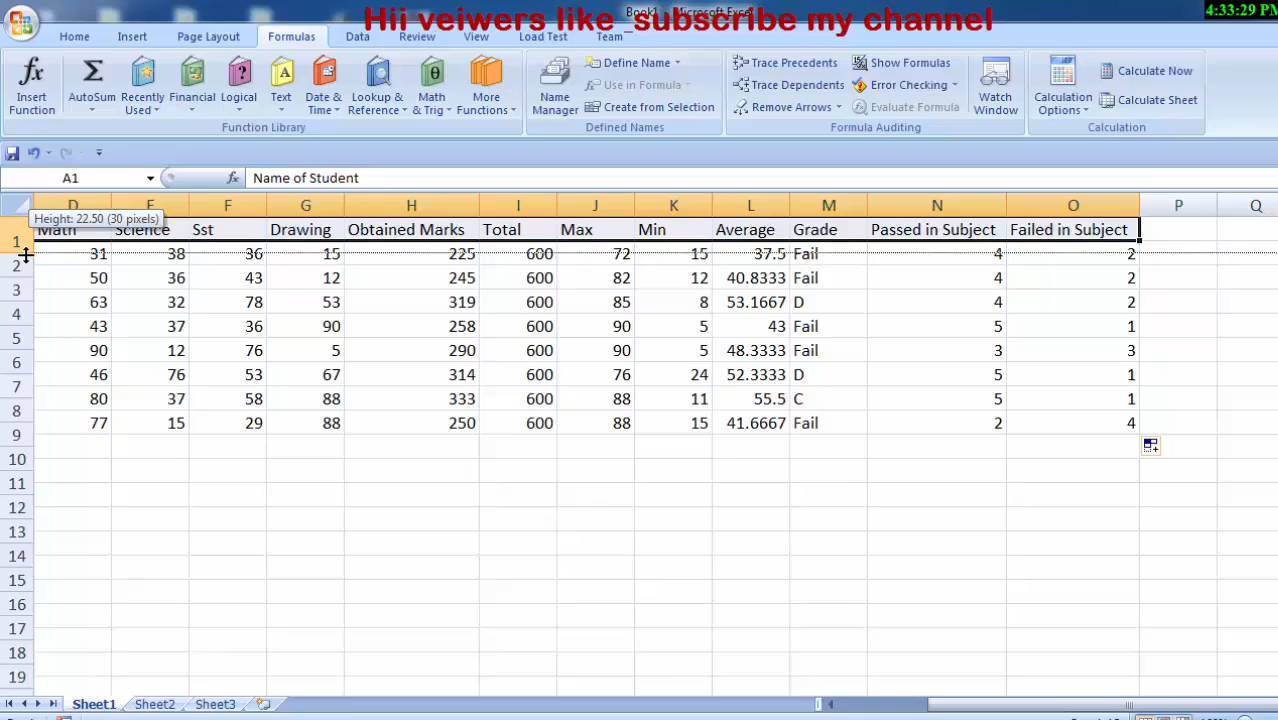 Book1 - Microsoft Excel
Hii veiwers like_subscribe my channel
4:33:29 PM
Home Insert Page Layout Formulas Data Review View Load Test Team
Insert Function
AutoSum
Recently Used
Financial
Logical
Text
Date & Time
Lookup & Reference
Math & Trig
More Functions
Function Library
Name Manager
Define Name
Use in Formula
Create from Selection
Defined Names
Trace Precedents
Trace Dependents
Remove Arrows
Show Formulas
Error Checking
Evaluate Formula
Formula Auditing
Watch Window
Calculation Options
Calculate Now
Calculate Sheet
Calculation
A1 fx Name of Student
D E F G H I J K L M N O P Q
Height: 22.50 (30 pixels)
1 Math Science Sst Drawing Obtained Marks Total Max Min Average Grade Passed in Subject Failed in Subject
2 31 38 36 15 225 600 72 15 37.5 Fail 4 2
3 50 36 43 12 245 600 82 12 40.8333 Fail 4 2
4 63 32 78 53 319 600 85 8 53.1667 D 4 2
5 43 37 36 90 258 600 90 5 43 Fail 5 1
6 90 12 76 5 290 600 90 5 48.3333 Fail 3 3
7 46 76 53 67 314 600 76 24 52.3333 D 5 1
8 80 37 58 88 333 600 88 11 55.5 C 5 1
9 77 15 29 88 250 600 88 15 41.6667 Fail 2 4
10
11
12
13
14
15
16
17
18
19
Sheet1 Sheet2 Sheet3